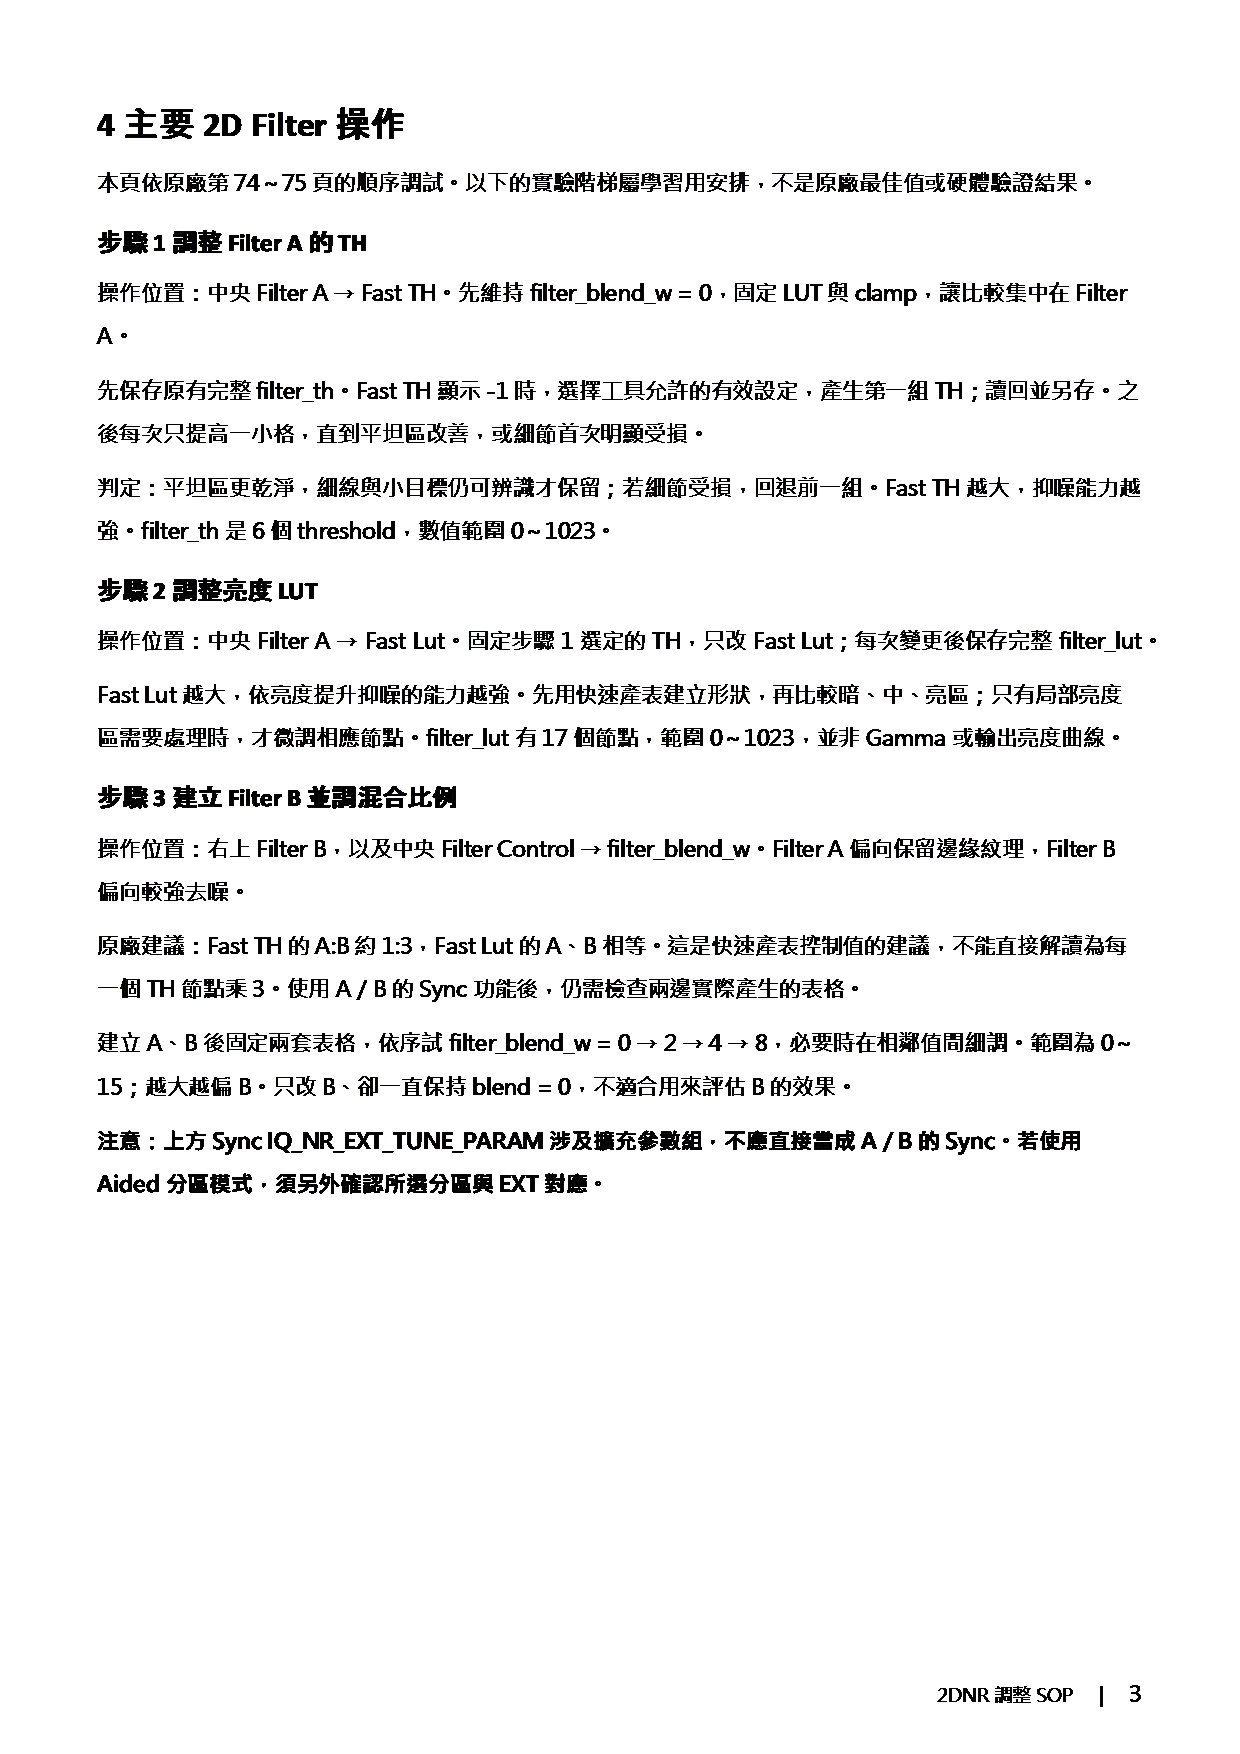 4 主要 2D Filter 操作
本頁依原廠第 74～75 頁的順序調試。以下的實驗階梯屬學習用安排，不是原廠最佳值或硬體驗證結果。
步驟 1 調整 Filter A 的 TH
操作位置：中央 Filter A → Fast TH。先維持 filter_blend_w = 0，固定 LUT 與 clamp，讓比較集中在 Filter
A。
先保存原有完整 filter_th。Fast TH 顯示 -1 時，選擇工具允許的有效設定，產生第一組 TH；讀回並另存。之
後每次只提高一小格，直到平坦區改善，或細節首次明顯受損。
判定：平坦區更乾淨，細線與小目標仍可辨識才保留；若細節受損，回退前一組。Fast TH 越大，抑噪能力越
強。filter_th 是 6 個 threshold，數值範圍 0～1023。
步驟 2 調整亮度 LUT
操作位置：中央 Filter A → Fast Lut。固定步驟 1 選定的 TH，只改 Fast Lut；每次變更後保存完整 filter_lut。
Fast Lut 越大，依亮度提升抑噪的能力越強。先用快速產表建立形狀，再比較暗、中、亮區；只有局部亮度
區需要處理時，才微調相應節點。filter_lut 有 17 個節點，範圍 0～1023，並非 Gamma 或輸出亮度曲線。
步驟 3 建立 Filter B 並調混合比例
操作位置：右上 Filter B，以及中央 Filter Control → filter_blend_w。Filter A 偏向保留邊緣紋理，Filter B
偏向較強去噪。
原廠建議：Fast TH 的 A:B 約 1:3，Fast Lut 的 A、B 相等。這是快速產表控制值的建議，不能直接解讀為每
一個 TH 節點乘 3。使用 A / B 的 Sync 功能後，仍需檢查兩邊實際產生的表格。
建立 A、B 後固定兩套表格，依序試 filter_blend_w = 0 → 2 → 4 → 8，必要時在相鄰值間細調。範圍為 0～
15；越大越偏 B。只改 B、卻一直保持 blend = 0，不適合用來評估 B 的效果。
注意：上方 Sync IQ_NR_EXT_TUNE_PARAM 涉及擴充參數組，不應直接當成 A / B 的 Sync。若使用
Aided 分區模式，須另外確認所選分區與 EXT 對應。
2DNR 調整 SOP | 3